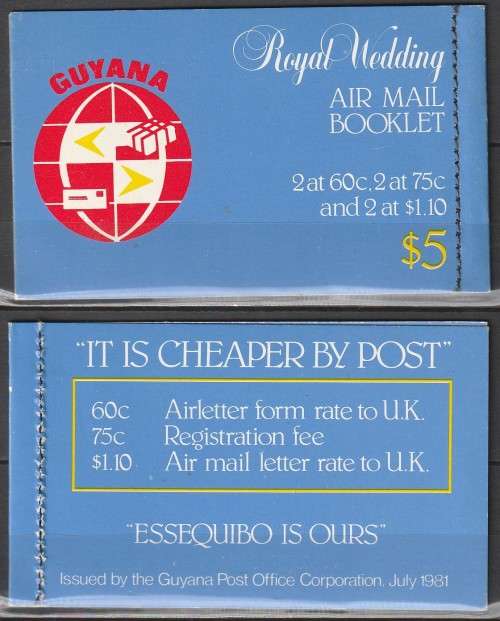 GUYANA
Royal Wedding
AIR MAIL
BOOKLET
2 at 60c, 2 at 75c
and 2 at $1.10
$5
"IT IS CHEAPER BY POST"
60c Airletter form rate to U.K.
75c Registration fee
$1.10 Air mail letter rate to U.K.
"ESSEQUIBO IS OURS"
Issued by the Guyana Post Office Corporation. July 1981